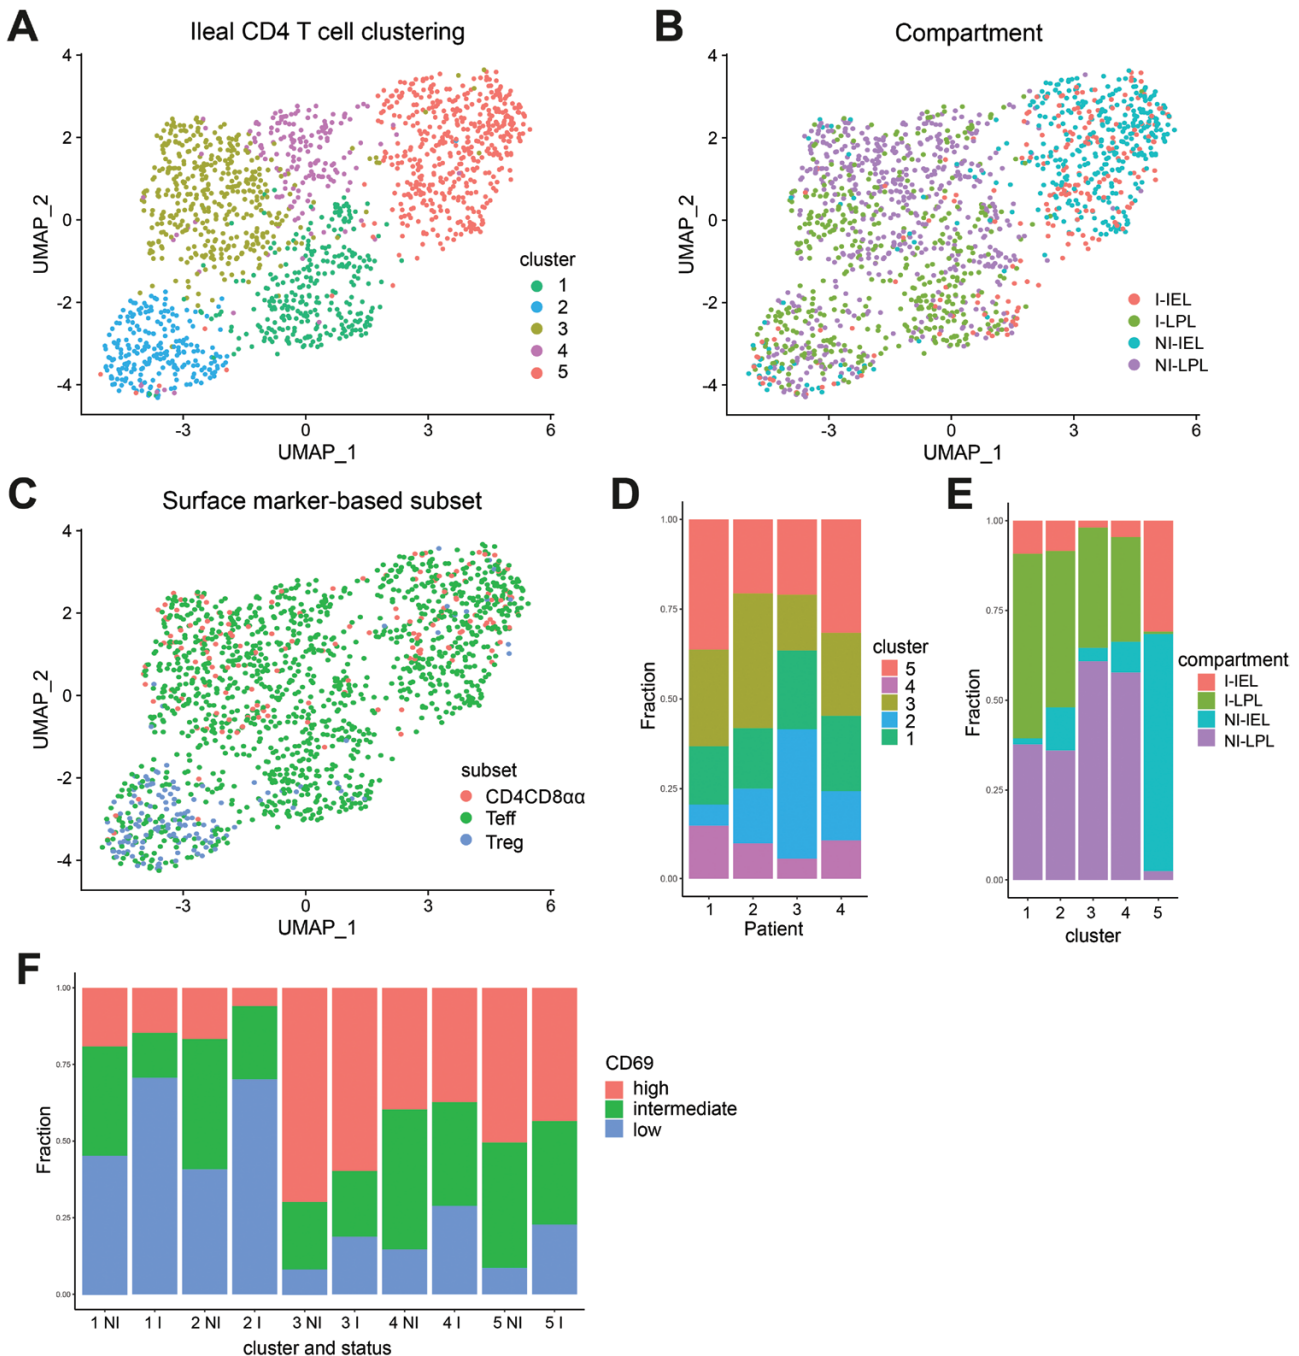 A
Ileal CD4 T cell clustering
4
2
0
-2
-4
UMAP_2
-3
0
3
6
UMAP_1
cluster
1
2
3
4
5
B
Compartment
4
2
0
-2
-4
UMAP_2
-3
0
3
6
UMAP_1
I-IEL
I-LPL
NI-IEL
NI-LPL
C
Surface marker-based subset
4
2
0
-2
-4
UMAP_2
-3
0
3
6
UMAP_1
subset
CD4CD8αα
Teff
Treg
D
1.00
0.75
0.50
0.25
0.00
Fraction
1
2
3
4
Patient
cluster
5
4
3
2
1
E
1.00
0.75
0.50
0.25
0.00
Fraction
1
2
3
4
5
cluster
compartment
I-IEL
I-LPL
NI-IEL
NI-LPL
F
1.00
0.75
0.50
0.25
0.00
Fraction
1 NI
1 I
2 NI
2 I
3 NI
3 I
4 NI
4 I
5 NI
5 I
cluster and status
CD69
high
intermediate
low